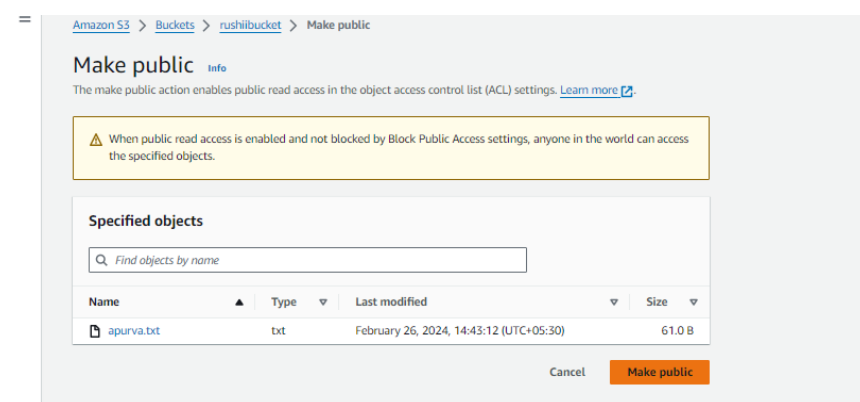 Amazon S3 > Buckets > rushiibucket > Make public
Make public Info
The make public action enables public read access in the object access control list (ACL) settings. Learn more.
When public read access is enabled and not blocked by Block Public Access settings, anyone in the world can access
the specified objects.
Specified objects
Find objects by name
Name Type Last modified Size
apurva.txt txt February 26, 2024, 14:43:12 (UTC+05:30) 61.0 B
Cancel Make public